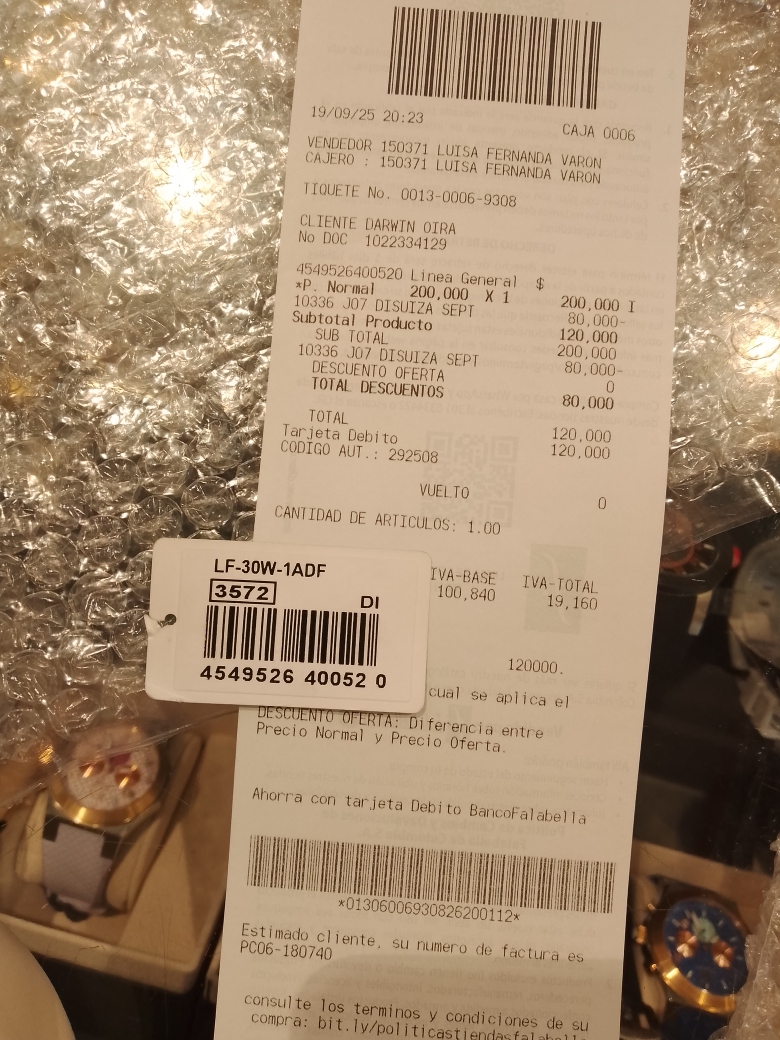 19/09/25 20:23
CAJA 0006
VENDEDOR 150371 LUISA FERNANDA VARON
CAJERO : 150371 LUISA FERNANDA VARON
TIQUETE No. 0013-0006-9308
CLIENTE DARWIN OIRA
No DOC 1022334129
4549526400520 Linea General $
*P. Normal 200,000 X 1 200,000 I
10336 J07 DISUIZA SEPT 80,000-
Subtotal Producto 120,000
SUB TOTAL 200,000
10336 J07 DISUIZA SEPT 80,000-
DESCUENTO OFERTA 0
TOTAL DESCUENTOS 80,000
TOTAL 120,000
Tarjeta Debito 120,000
CODIGO AUT.: 292508
VUELTO 0
CANTIDAD DE ARTICULOS: 1.00
IVA-BASE IVA-TOTAL
100,840 19,160
120000.
cual se aplica el
DESCUENTO OFERTA: Diferencia entre
Precio Normal y Precio Oferta.
Ahorra con tarjeta Debito BancoFalabella
*01306006930826200112*
Estimado cliente, su numero de factura es
PC06-180740
consulte los terminos y condiciones de su
compra: bit.ly/politicastiendasfalabella
LF-30W-1ADF
3572
DI
4549526 40052 0